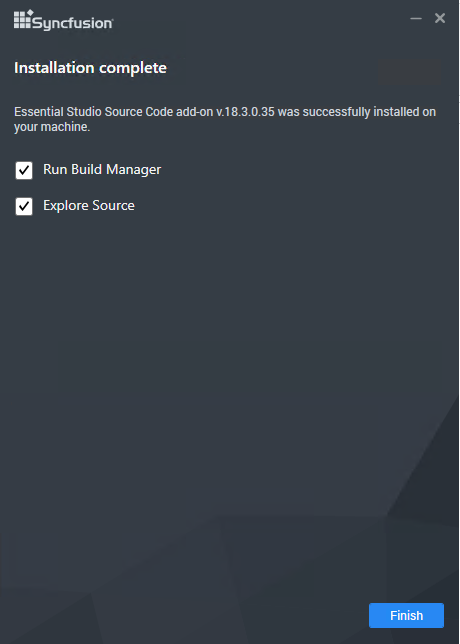 Syncfusion®
Installation complete
Essential Studio Source Code add-on v.18.3.0.35 was successfully installed on
your machine.
Run Build Manager
Explore Source
Finish